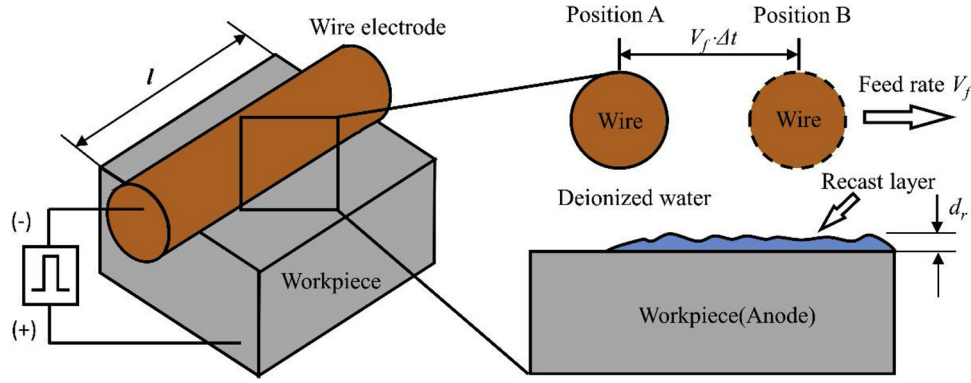 Wire electrode
l
(-)
(+)
Workpiece
Position A
Position B
V_f·Δt
Wire
Wire
Feed rate V_f
Deionized water
Recast layer
d_r
Workpiece(Anode)